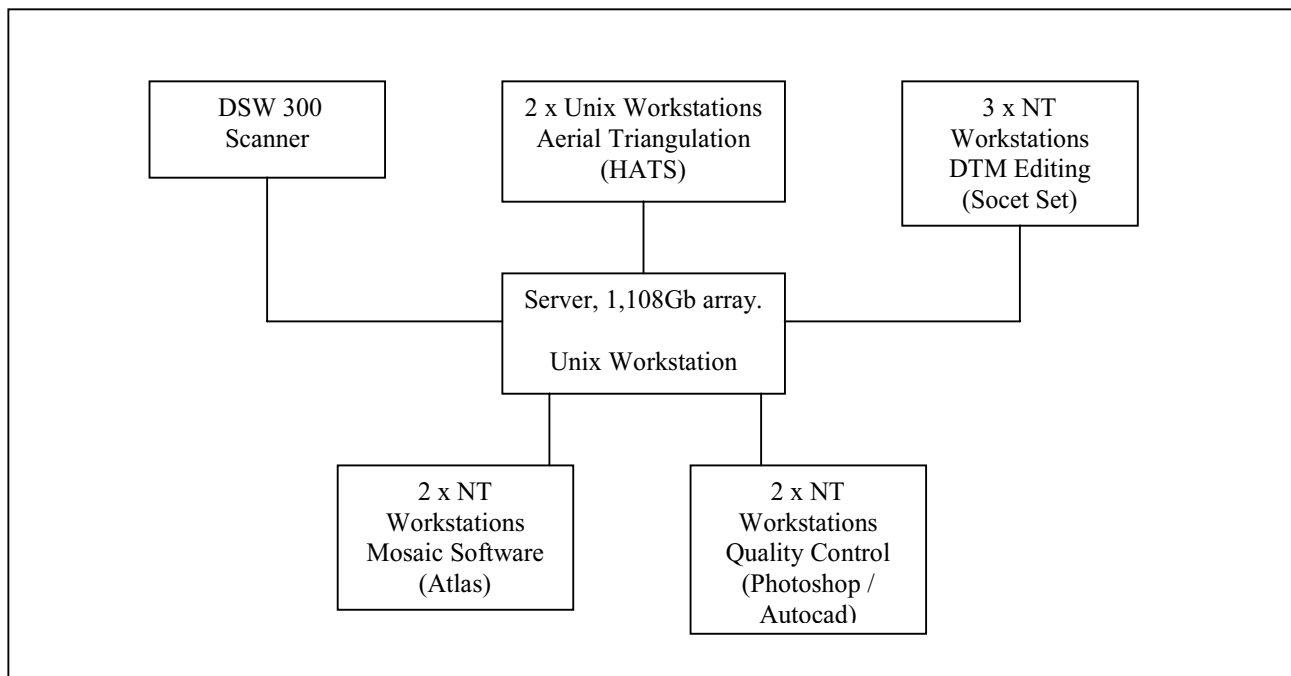 DSW 300
Scanner
2 x Unix Workstations
Aerial Triangulation
(HATS)
3 x NT
Workstations
DTM Editing
(Socet Set)
Server, 1,108Gb array.
Unix Workstation
2 x NT
Workstations
Mosaic Software
(Atlas)
2 x NT
Workstations
Quality Control
(Photoshop /
Autocad)